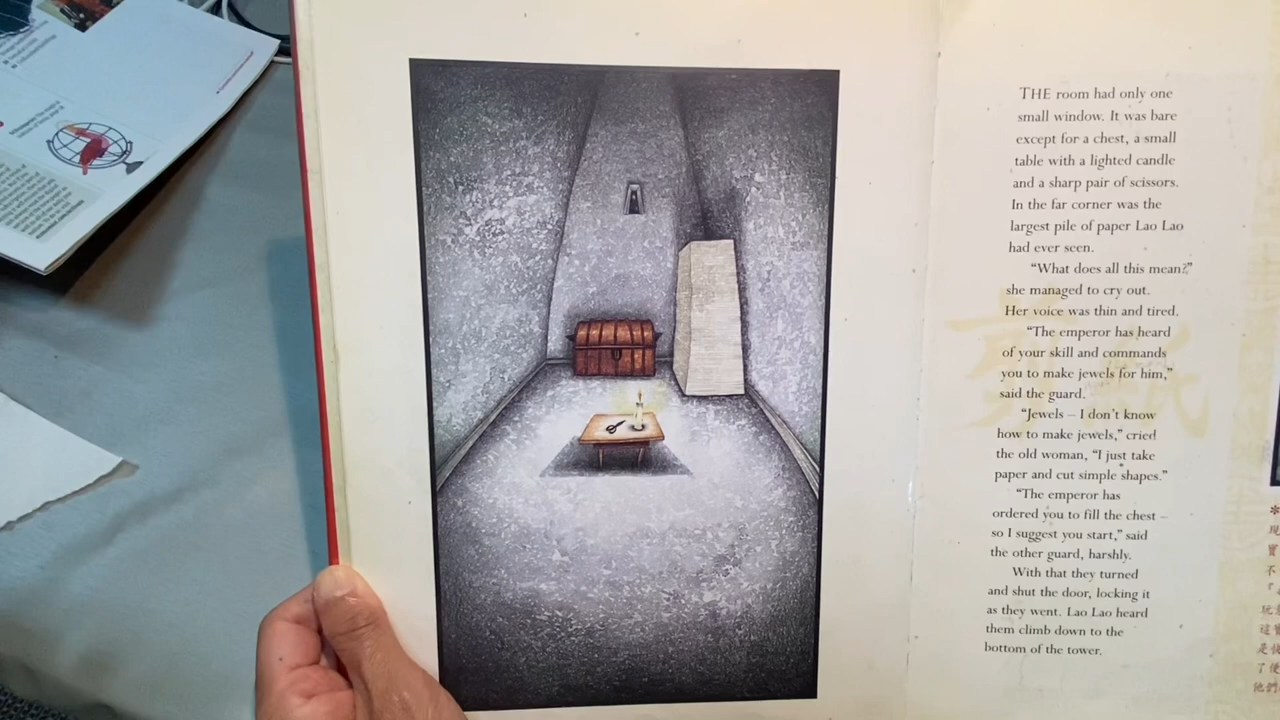 THE room had only one
small window. It was bare
except for a chest, a small
table with a lighted candle
and a sharp pair of scissors.
In the far corner was the
largest pile of paper Lao Lao
had ever seen.
“What does all this mean?”
she managed to cry out.
Her voice was thin and tired.
“The emperor has heard
of your skill and commands
you to make jewels for him,”
said the guard.
“Jewels – I don’t know
how to make jewels,” cried
the old woman, “I just take
paper and cut simple shapes.”
“The emperor has
ordered you to fill the chest –
so I suggest you start,” said
the other guard, harshly.
With that they turned
and shut the door, locking it
as they went. Lao Lao heard
them climb down to the
bottom of the tower.
剪紙